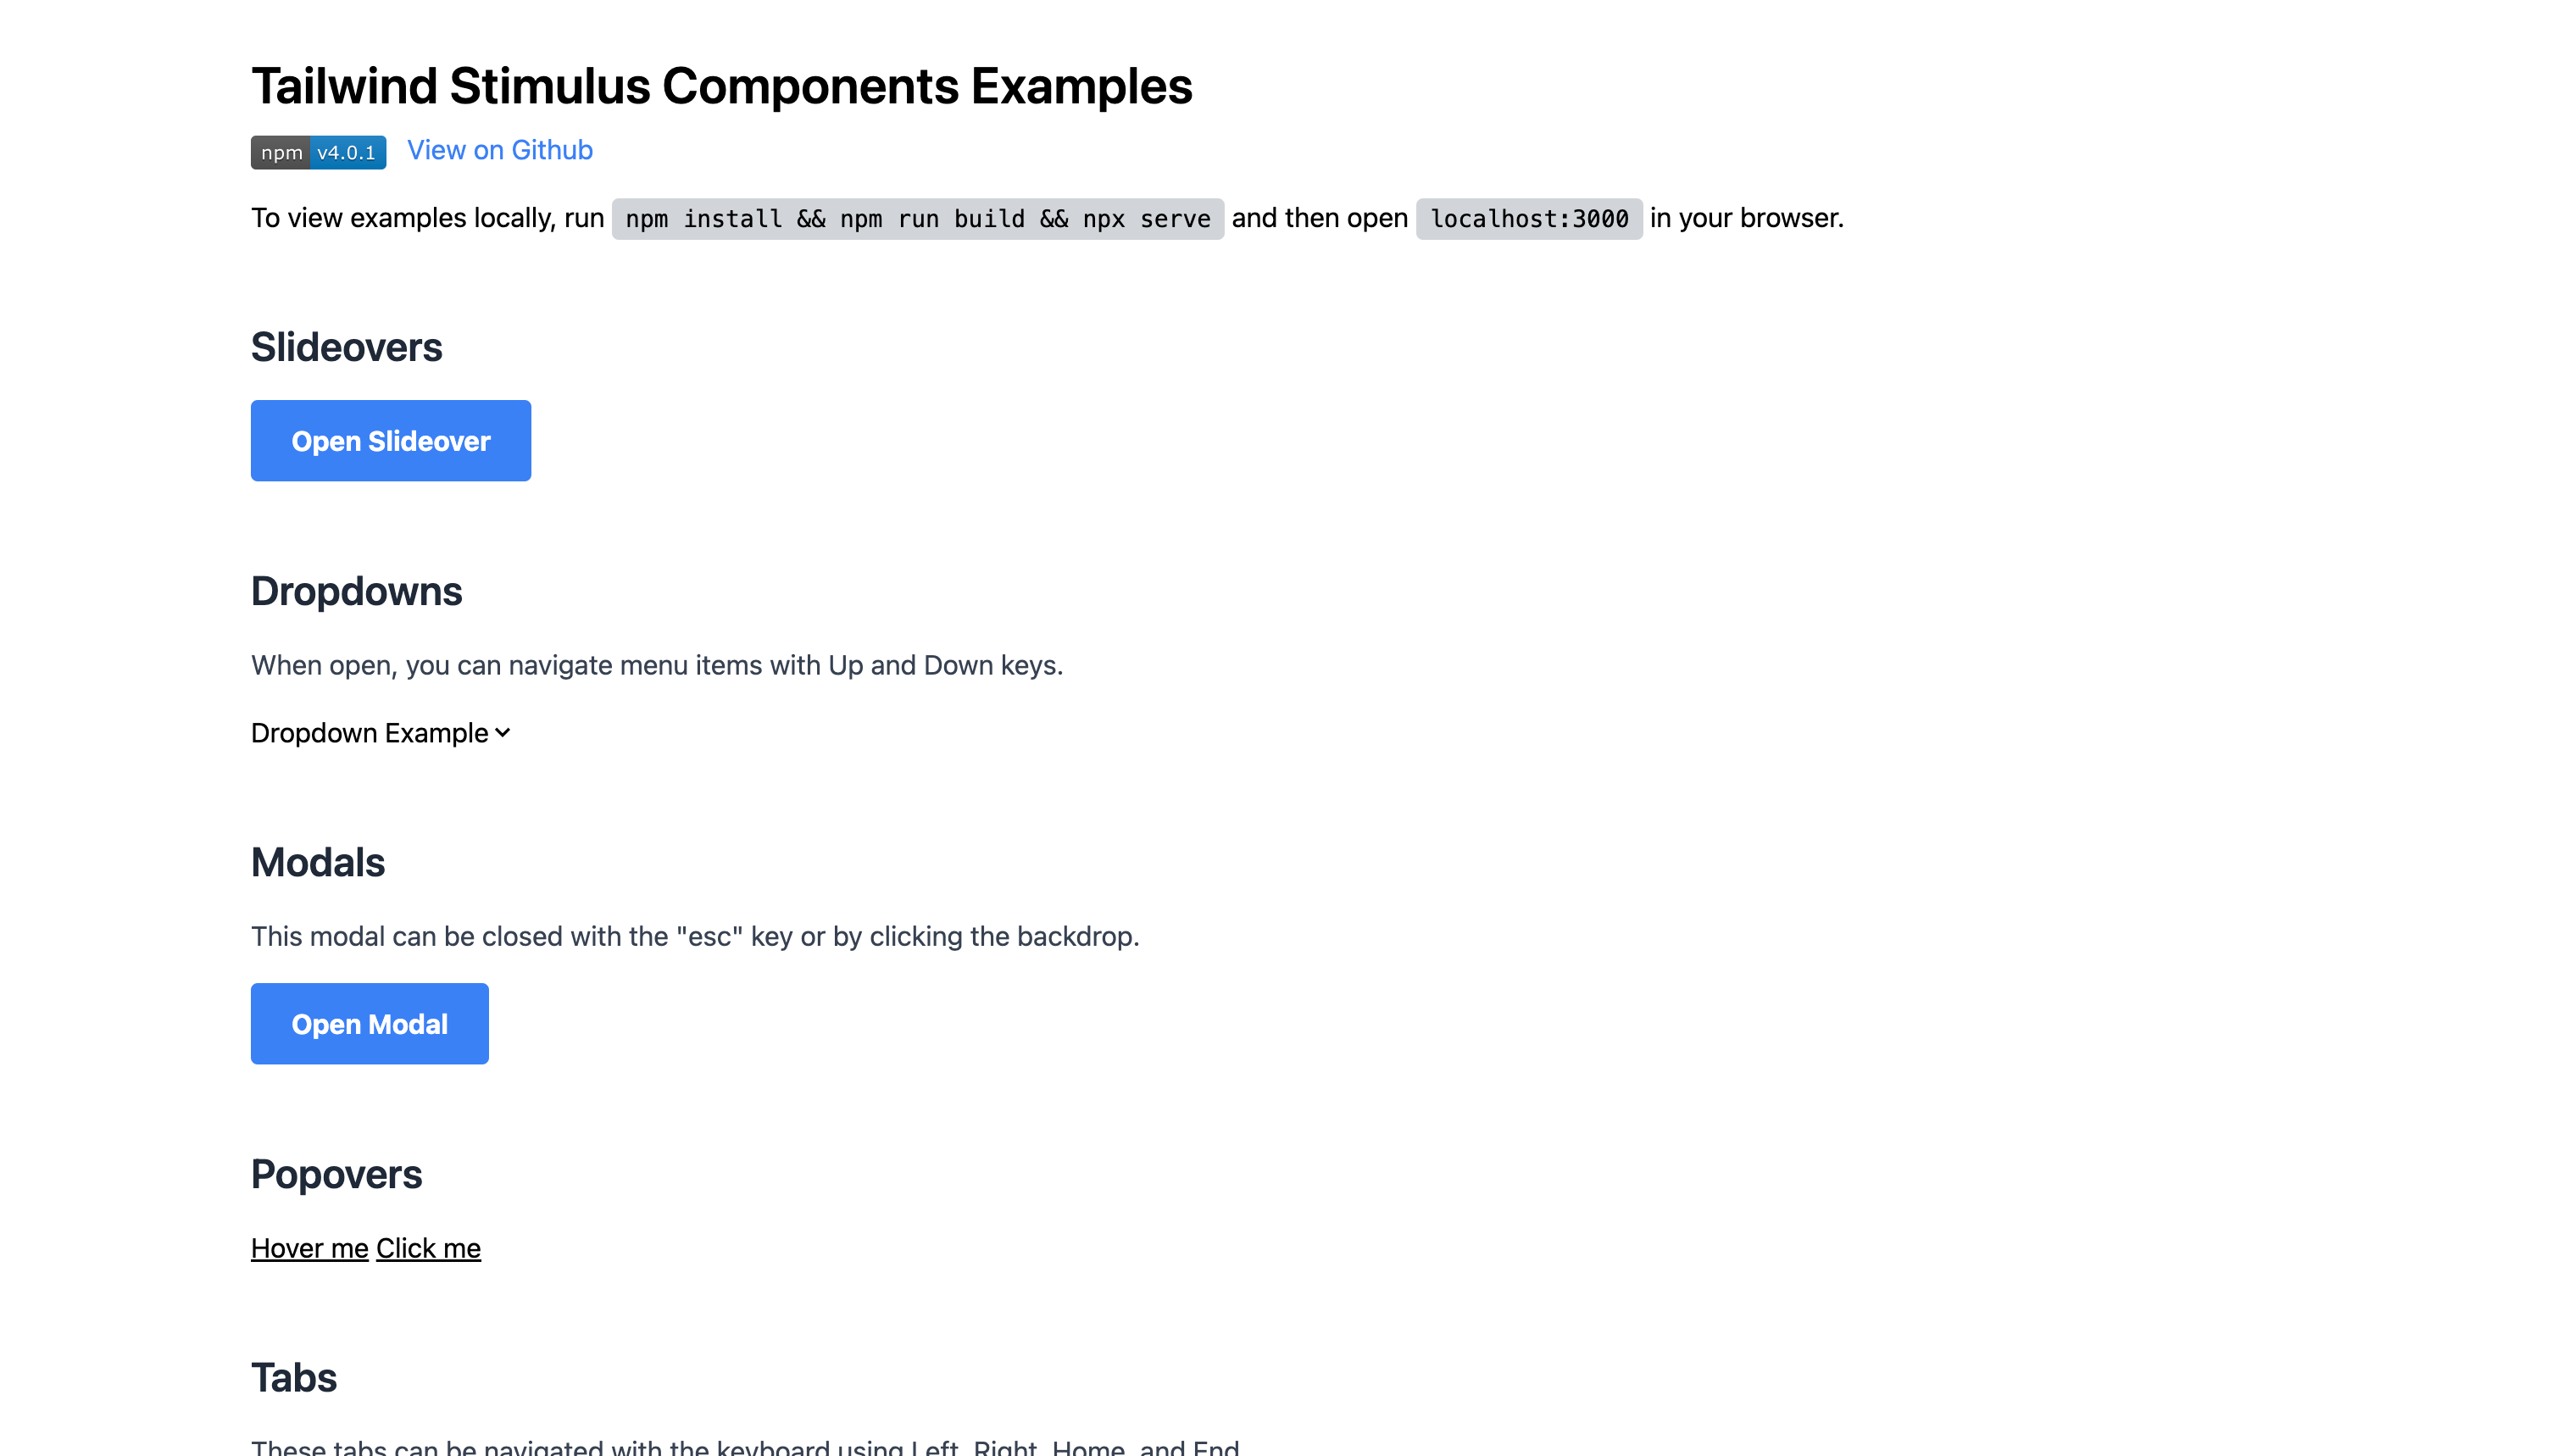 Tailwind Stimulus Components Examples
npm v4.0.1 View on Github
To view examples locally, run npm install && npm run build && npx serve and then open localhost:3000 in your browser.
Slideovers
Open Slideover
Dropdowns
When open, you can navigate menu items with Up and Down keys.
Dropdown Example
Modals
This modal can be closed with the "esc" key or by clicking the backdrop.
Open Modal
Popovers
Hover me Click me
Tabs
These tabs can be navigated with the keyboard using Left, Right, Home, and End